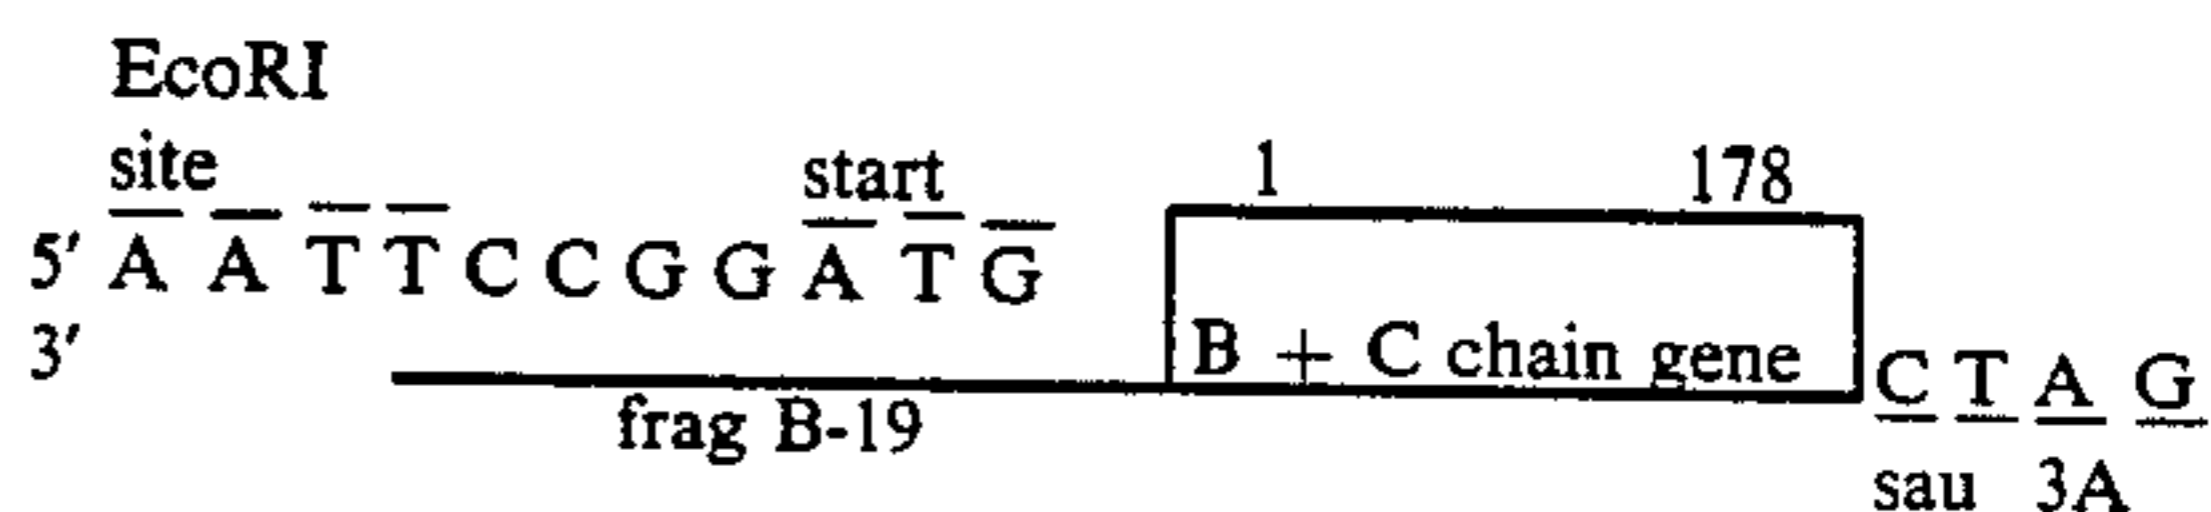 EcoRI
site start 1 178
5' A A T T C C G G A T G
3' B + C chain gene C T A G
frag B-19 sau 3A